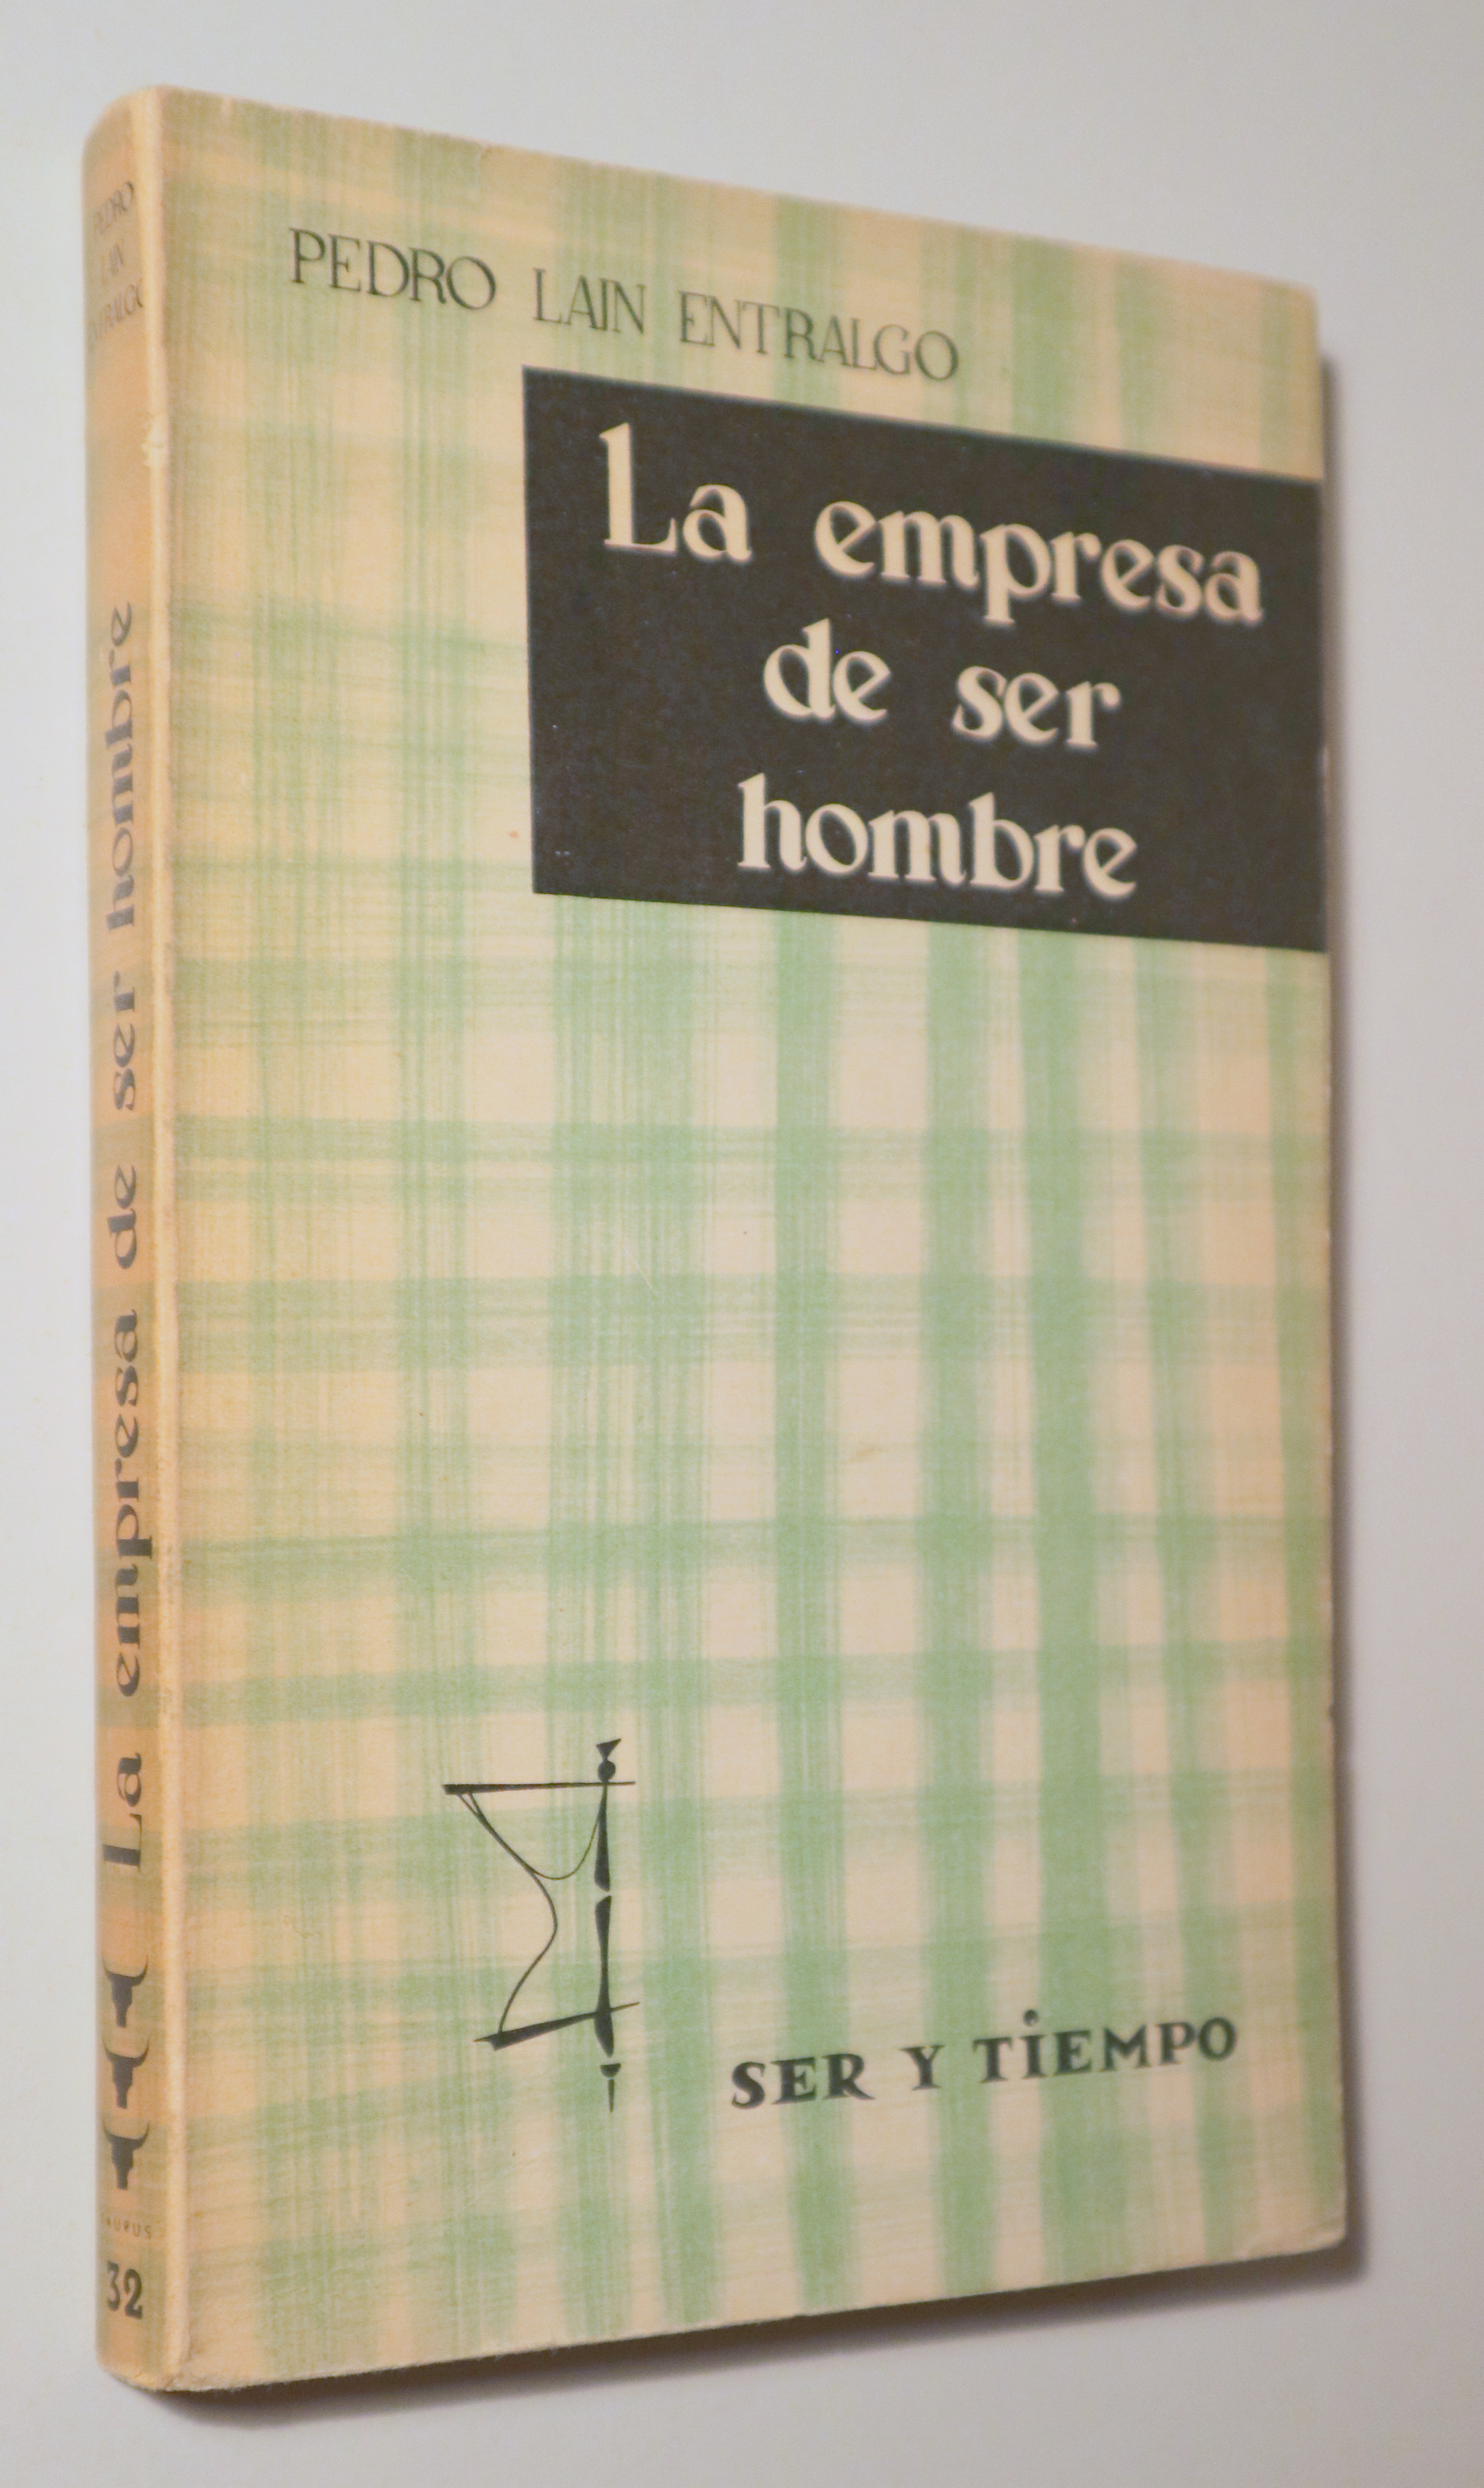 PEDRO LAIN ENTRALGO
La empresa
de ser
hombre
SER Y TIEMPO
PEDRO
LAIN
ENTRALGO
La empresa de ser hombre
TAURUS
32